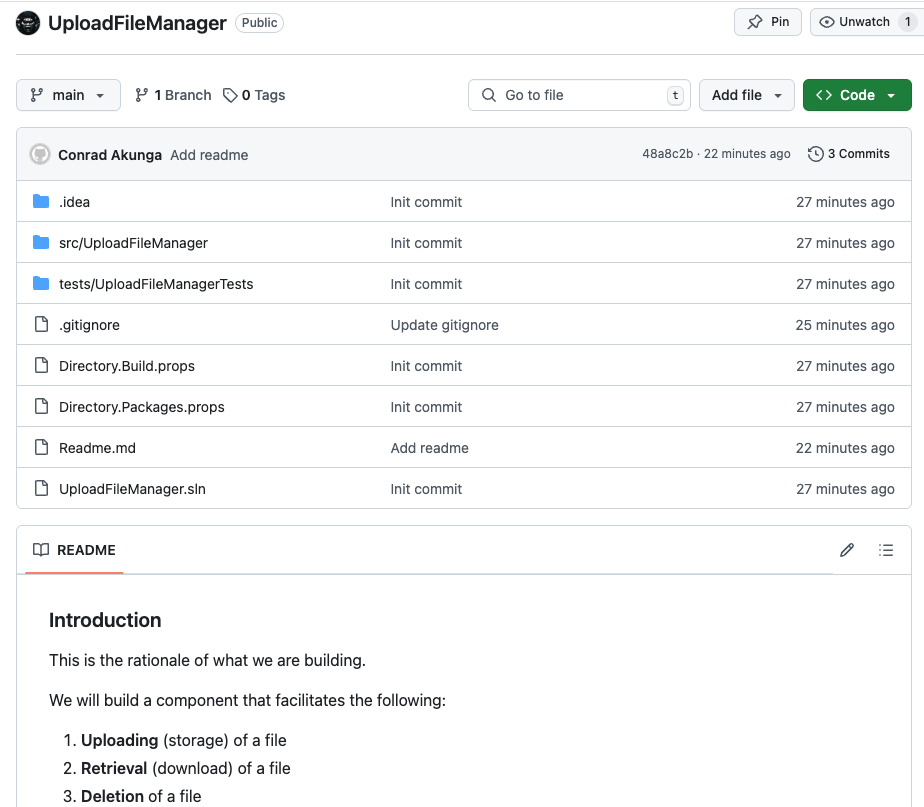 UploadFileManager Public Pin Unwatch 1
main 1 Branch 0 Tags Go to file t Add file Code
Conrad Akunga Add readme 48a8c2b · 22 minutes ago 3 Commits
.idea Init commit 27 minutes ago
src/UploadFileManager Init commit 27 minutes ago
tests/UploadFileManagerTests Init commit 27 minutes ago
.gitignore Update gitignore 25 minutes ago
Directory.Build.props Init commit 27 minutes ago
Directory.Packages.props Init commit 27 minutes ago
Readme.md Add readme 22 minutes ago
UploadFileManager.sln Init commit 27 minutes ago
README
Introduction
This is the rationale of what we are building.
We will build a component that facilitates the following:
1. Uploading (storage) of a file
2. Retrieval (download) of a file
3. Deletion of a file